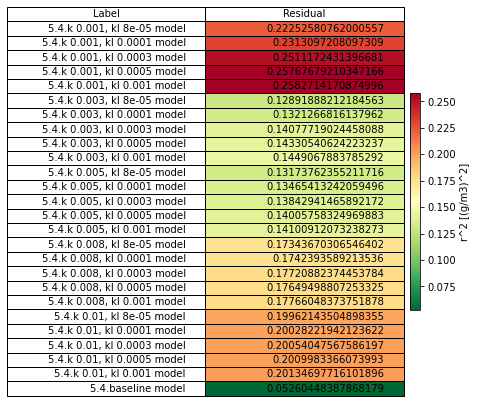 Label Residual
5.4.k 0.001, kl 8e-05 model 0.22252580762000557
5.4.k 0.001, kl 0.0001 model 0.2313097208097309
5.4.k 0.001, kl 0.0003 model 0.2511172431396681
5.4.k 0.001, kl 0.0005 model 0.25767679210347166
5.4.k 0.001, kl 0.001 model 0.2582714170874996
5.4.k 0.003, kl 8e-05 model 0.12891888212184563
5.4.k 0.003, kl 0.0001 model 0.1321266816137962
5.4.k 0.003, kl 0.0003 model 0.14077719024458088
5.4.k 0.003, kl 0.0005 model 0.14330540624223237
5.4.k 0.003, kl 0.001 model 0.1449067883785292
5.4.k 0.005, kl 8e-05 model 0.13173762355211716
5.4.k 0.005, kl 0.0001 model 0.13465413242059496
5.4.k 0.005, kl 0.0003 model 0.13842941465892172
5.4.k 0.005, kl 0.0005 model 0.14005758324969883
5.4.k 0.005, kl 0.001 model 0.14100912073238273
5.4.k 0.008, kl 8e-05 model 0.17343670306546402
5.4.k 0.008, kl 0.0001 model 0.1742393589213536
5.4.k 0.008, kl 0.0003 model 0.17720882374453784
5.4.k 0.008, kl 0.0005 model 0.17649498807253325
5.4.k 0.008, kl 0.001 model 0.17766048373751878
5.4.k 0.01, kl 8e-05 model 0.19962143504898355
5.4.k 0.01, kl 0.0001 model 0.20028221942123622
5.4.k 0.01, kl 0.0003 model 0.20054047567586197
5.4.k 0.01, kl 0.0005 model 0.2009983366073993
5.4.k 0.01, kl 0.001 model 0.20134697716101896
5.4.baseline model 0.05260448387868179
0.250
0.225
0.200
0.175
0.150
0.125
0.100
0.075
r^2 [(g/m3)^2]